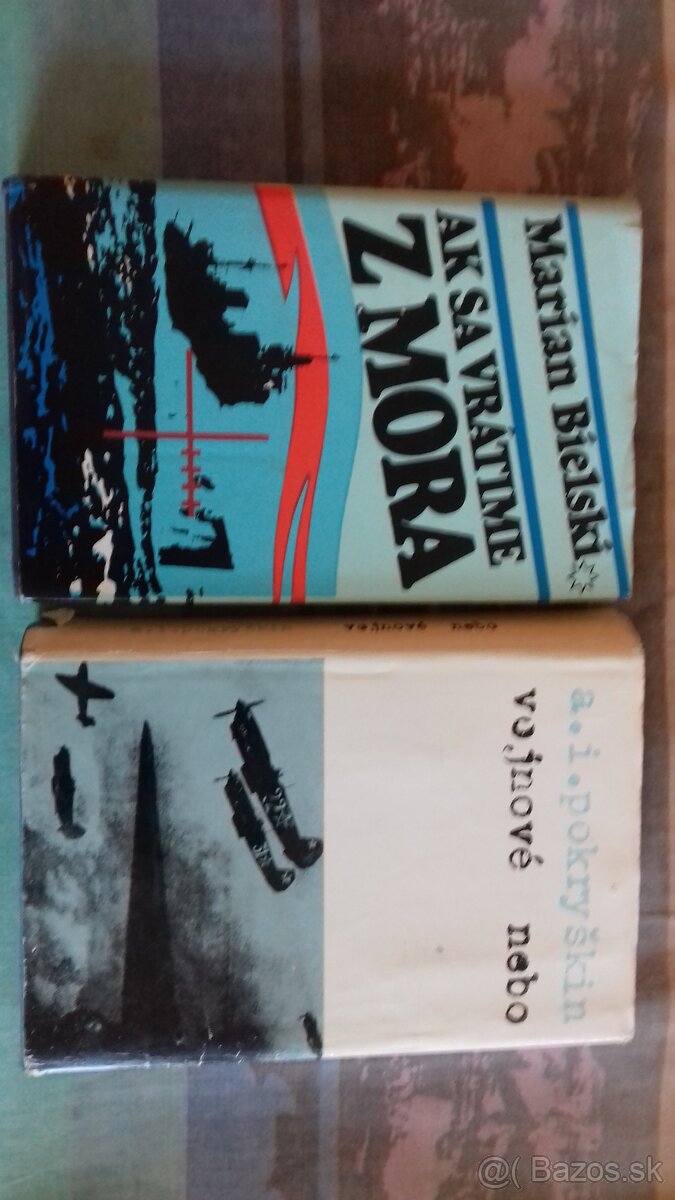 Marian Bielski
AK SA VRÁTIME
Z MORA
a.i.pokryškin
vojnové nebo
@( Bazos.sk